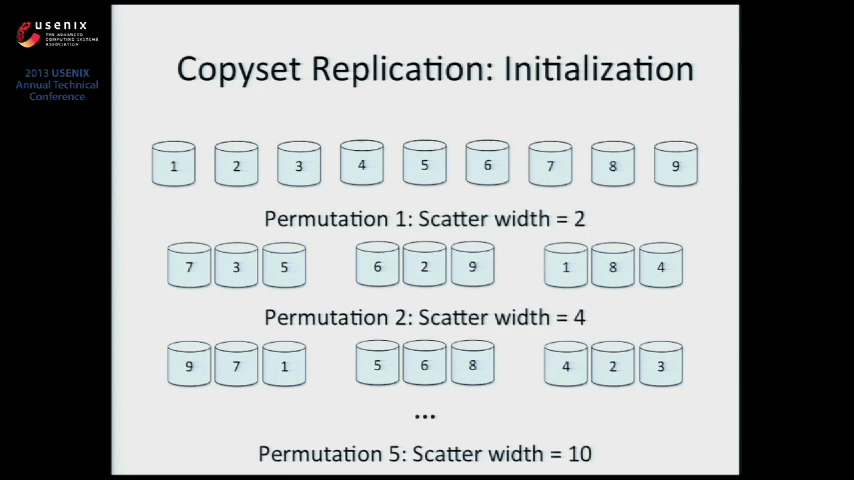 usenix
THE ADVANCED
COMPUTING SYSTEMS
ASSOCIATION
2013 USENIX
Annual Technical
Conference
Copyset Replication: Initialization
1 2 3 4 5 6 7 8 9
Permutation 1: Scatter width = 2
7 3 5 6 2 9 1 8 4
Permutation 2: Scatter width = 4
9 7 1 5 6 8 4 2 3
...
Permutation 5: Scatter width = 10